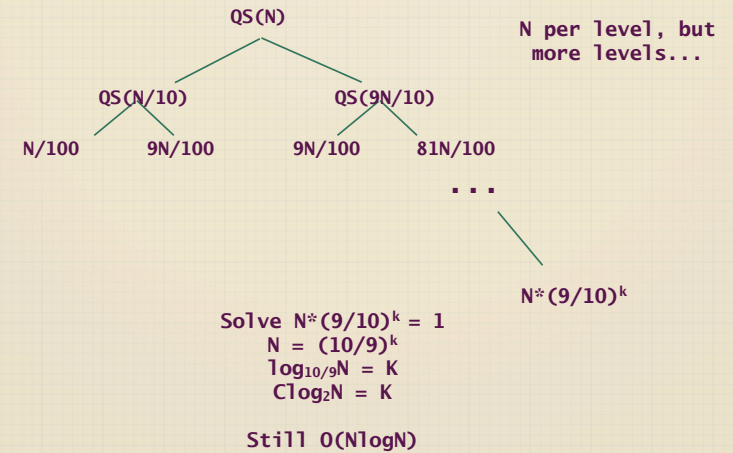 QS(N)
N per level, but
more levels...
QS(N/10) QS(9N/10)
N/100 9N/100 9N/100 81N/100
...
N*(9/10)ᵏ
Solve N*(9/10)ᵏ = 1
N = (10/9)ᵏ
log₁₀/₉N = K
Clog₂N = K
Still O(NlogN)